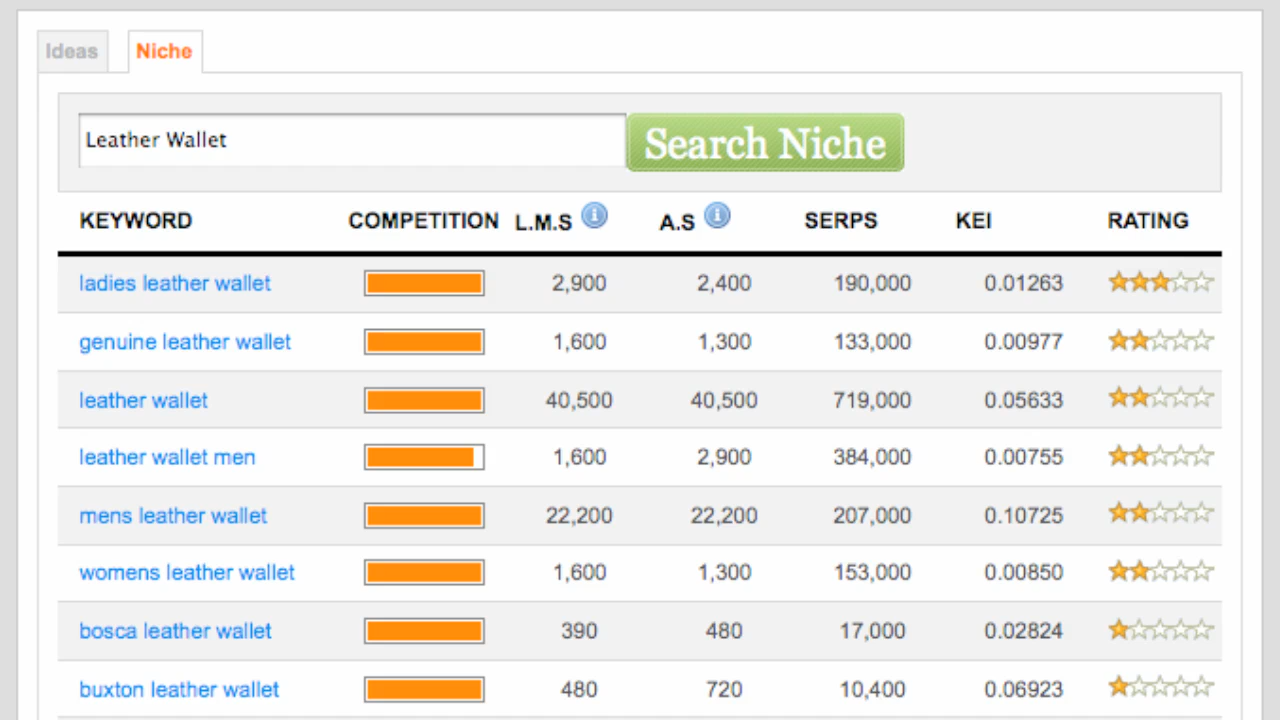 Ideas Niche
Leather Wallet Search Niche
KEYWORD COMPETITION L.M.S i A.S i SERPS KEI RATING
ladies leather wallet 2,900 2,400 190,000 0.01263
genuine leather wallet 1,600 1,300 133,000 0.00977
leather wallet 40,500 40,500 719,000 0.05633
leather wallet men 1,600 2,900 384,000 0.00755
mens leather wallet 22,200 22,200 207,000 0.10725
womens leather wallet 1,600 1,300 153,000 0.00850
bosca leather wallet 390 480 17,000 0.02824
buxton leather wallet 480 720 10,400 0.06923